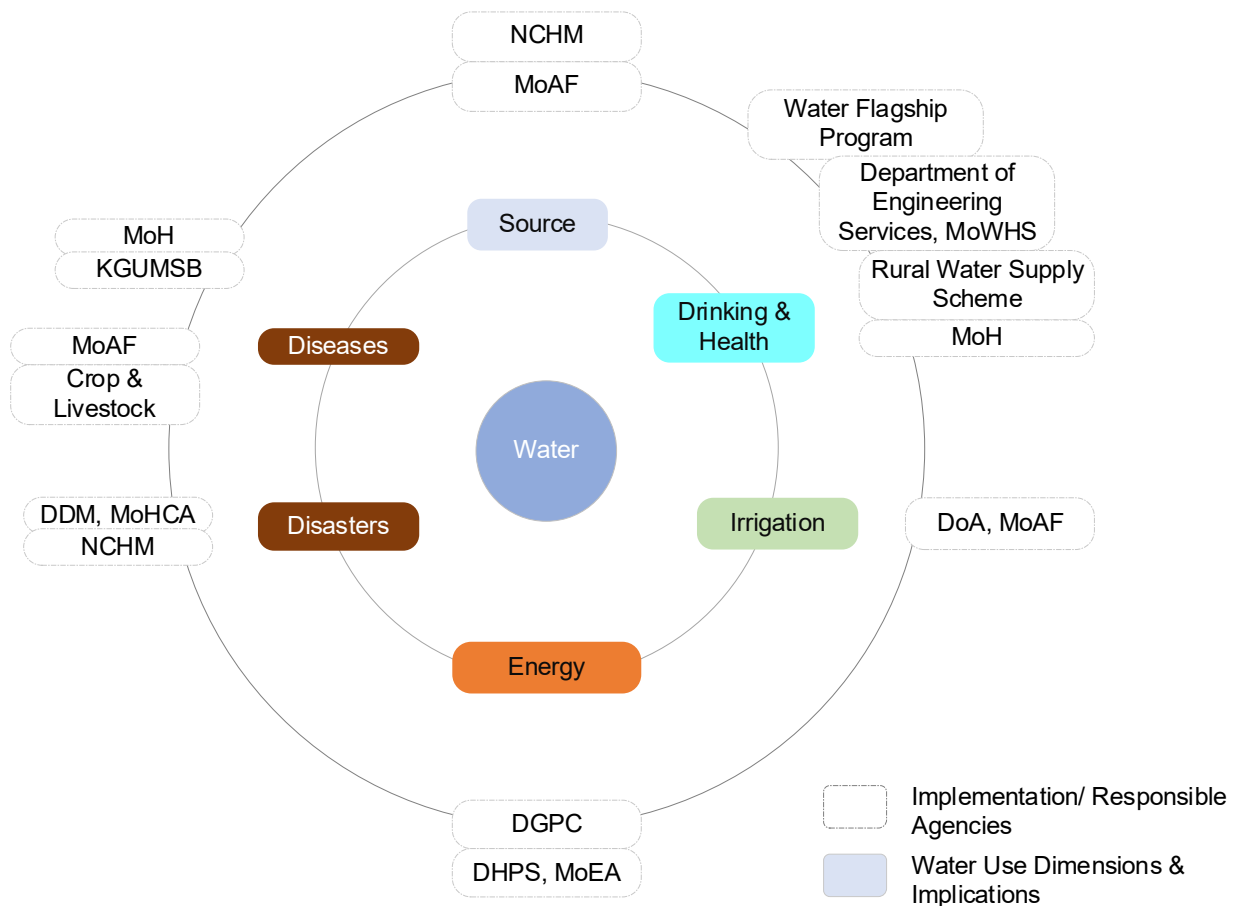 NCHM
MoAF
Water Flagship
Program
Department of
Engineering
Services, MoWHS
Rural Water Supply
Scheme
MoH
Source
MoH
KGUMSB
Drinking &
Health
Diseases
MoAF
Crop &
Livestock
Water
DDM, MoHCA
NCHM
Disasters
Irrigation
DoA, MoAF
Energy
DGPC
DHPS, MoEA
Implementation/ Responsible
Agencies
Water Use Dimensions &
Implications